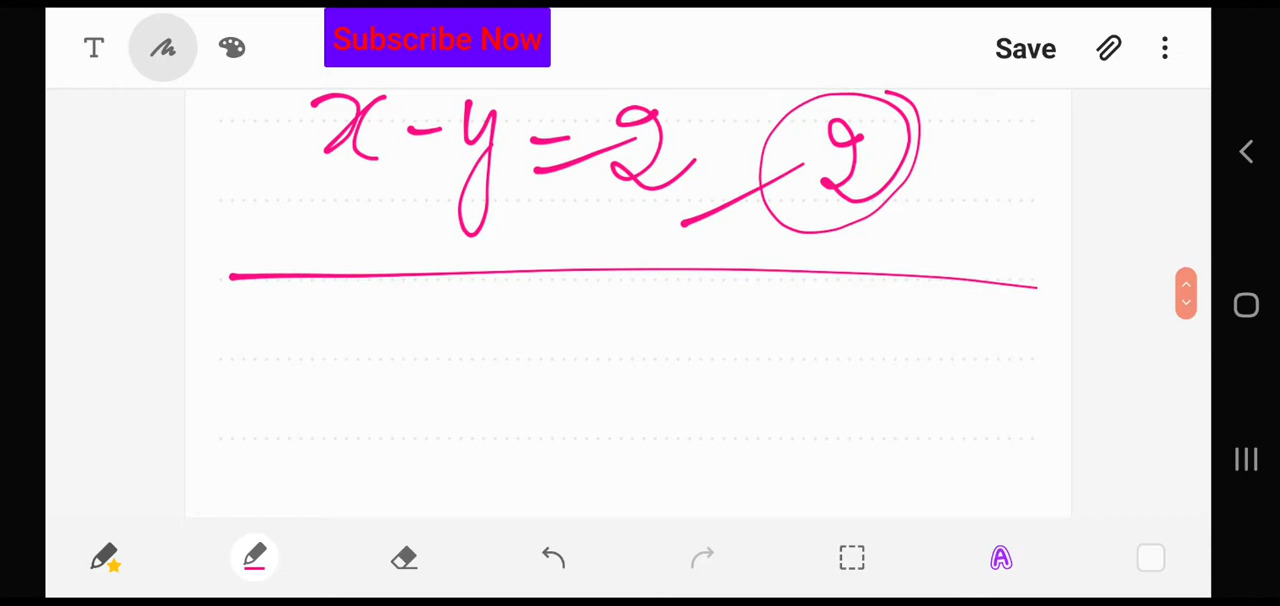 T
Subscribe Now
Save
x - y = 2 — 2
A